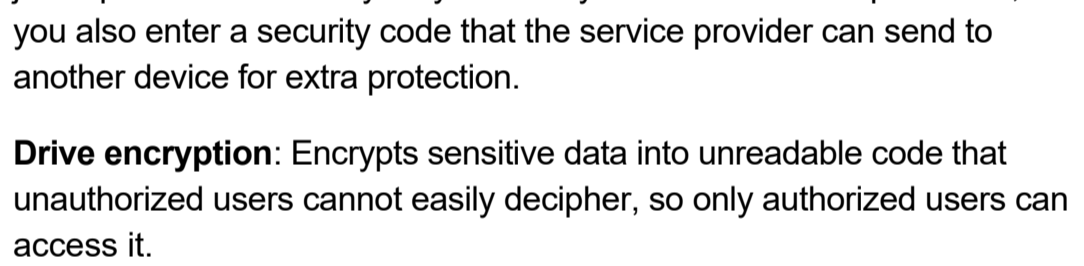 you also enter a security code that the service provider can send to
another device for extra protection.
Drive encryption: Encrypts sensitive data into unreadable code that
unauthorized users cannot easily decipher, so only authorized users can
access it.